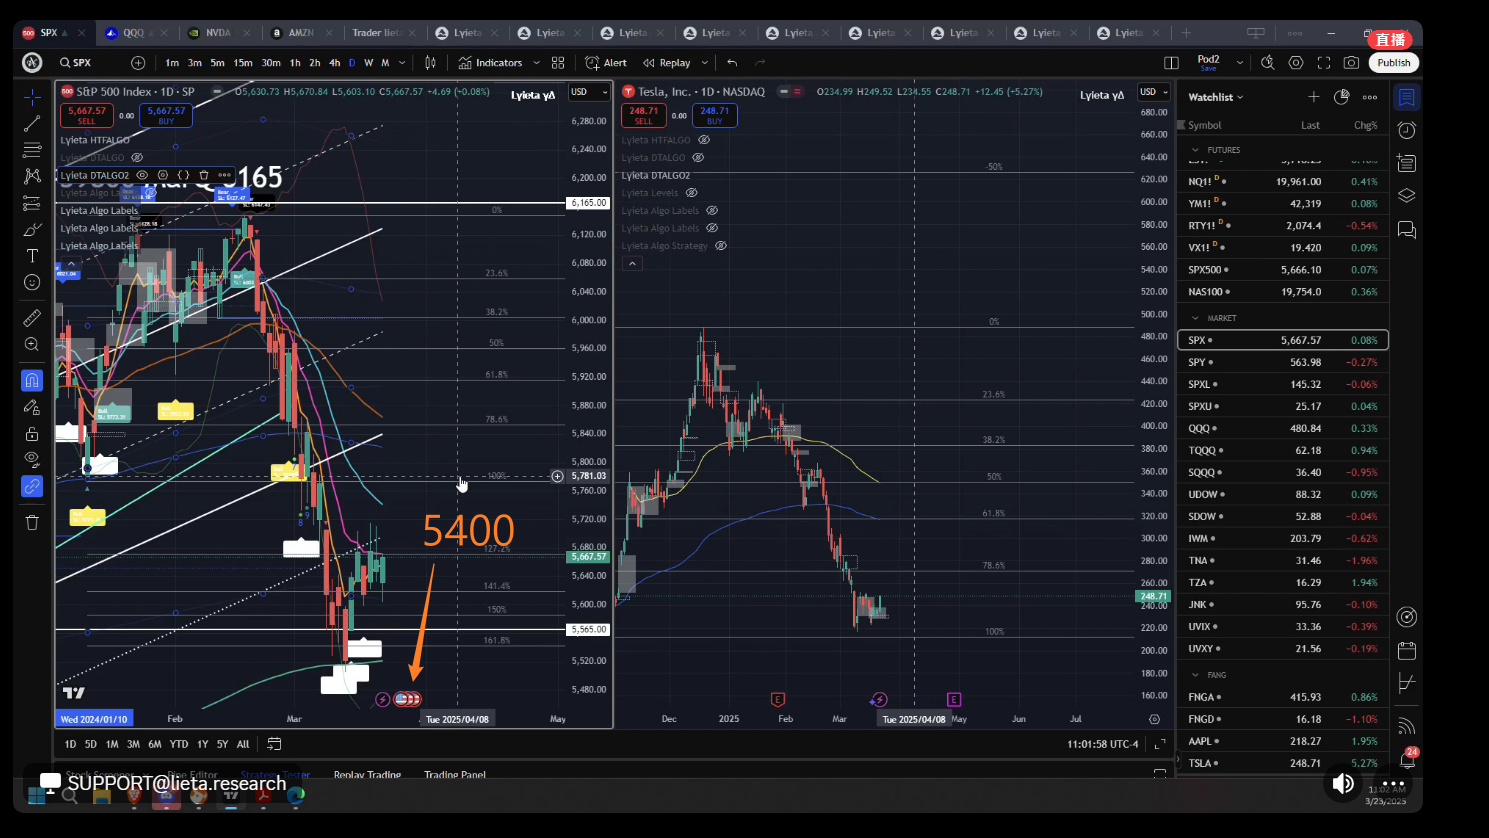 SPX
QQQ
NVDA
AMZN
Trader lieta
Lyieta
Lyieta
Lyieta
Lyieta
Lyieta
Lyieta
Lyieta
Lyieta
Lyieta
直播
SPX
1m 3m 5m 15m 30m 1h 2h 4h D W M
Indicators
Alert
Replay
Pod2
Save
Publish
S&P 500 Index · 1D · SP
O5,630.73 H5,670.84 L5,603.10 C5,667.57 +4.69 (+0.08%)
Lyieta γΔ
USD
5,667.57
SELL
0.00
5,667.57
BUY
Lyieta HTFALGO
Lyieta DTALGO
Lyieta DTALGO2
Lyieta Algo Labels
Lyieta Algo Labels
Lyieta Algo Labels
Lyieta Algo Labels
0%
23.6%
38.2%
50%
61.8%
78.6%
100%
127.2%
141.4%
150%
161.8%
5400
6,280.00
6,240.00
6,200.00
6,165.00
6,120.00
6,080.00
6,040.00
6,000.00
5,960.00
5,920.00
5,880.00
5,840.00
5,800.00
5,781.03
5,760.00
5,720.00
5,680.00
5,667.57
5,640.00
5,600.00
5,565.00
5,520.00
5,480.00
Wed 2024/01/10
Feb
Mar
Tue 2025/04/08
May
Tesla, Inc. · 1D · NASDAQ
O234.99 H249.52 L234.55 C248.71 +12.45 (+5.27%)
Lyieta γΔ
USD
248.71
SELL
0.00
248.71
BUY
Lyieta HTFALGO
Lyieta DTALGO
Lyieta DTALGO2
Lyieta Levels
Lyieta Algo Labels
Lyieta Algo Labels
Lyieta Algo Strategy
-50%
0%
23.6%
38.2%
50%
61.8%
78.6%
100%
680.00
660.00
640.00
620.00
600.00
580.00
560.00
540.00
520.00
500.00
480.00
460.00
440.00
420.00
400.00
380.00
360.00
340.00
320.00
300.00
280.00
260.00
248.71
240.00
220.00
200.00
180.00
160.00
Dec
2025
Feb
Mar
Tue 2025/04/08
May
Jun
Jul
Watchlist
Symbol Last Chg%
FUTURES
NQ1! D 19,961.00 0.41%
YM1! D 42,319 0.08%
RTY1! D 2,074.4 -0.54%
VX1! D 19.420 0.09%
SPX500 5,666.10 0.07%
NAS100 19,754.0 0.36%
MARKET
SPX 5,667.57 0.08%
SPY 563.98 -0.27%
SPXL 145.32 -0.06%
SPXU 25.17 0.04%
QQQ 480.84 0.33%
TQQQ 62.18 -0.09%
SQQQ 36.40 -0.95%
UDOW 88.32 0.09%
SDOW 52.88 -0.04%
IWM 203.79 -0.62%
TNA 31.46 -1.96%
TZA 16.29 1.94%
JNK 95.76 -0.10%
UVIX 33.36 -0.39%
UVXY 21.56 -0.19%
FANG
FNGA 415.93 0.86%
FNGD 16.18 -1.10%
AAPL 218.27 1.95%
TSLA 248.71 5.27%
24
1D 5D 1M 3M 6M YTD 1Y 5Y All
11:01:58 UTC-4
Strategy Tester
Replay Trading
Trading Panel
SUPPORT@lieta.research
11:02 AM
3/23/2025